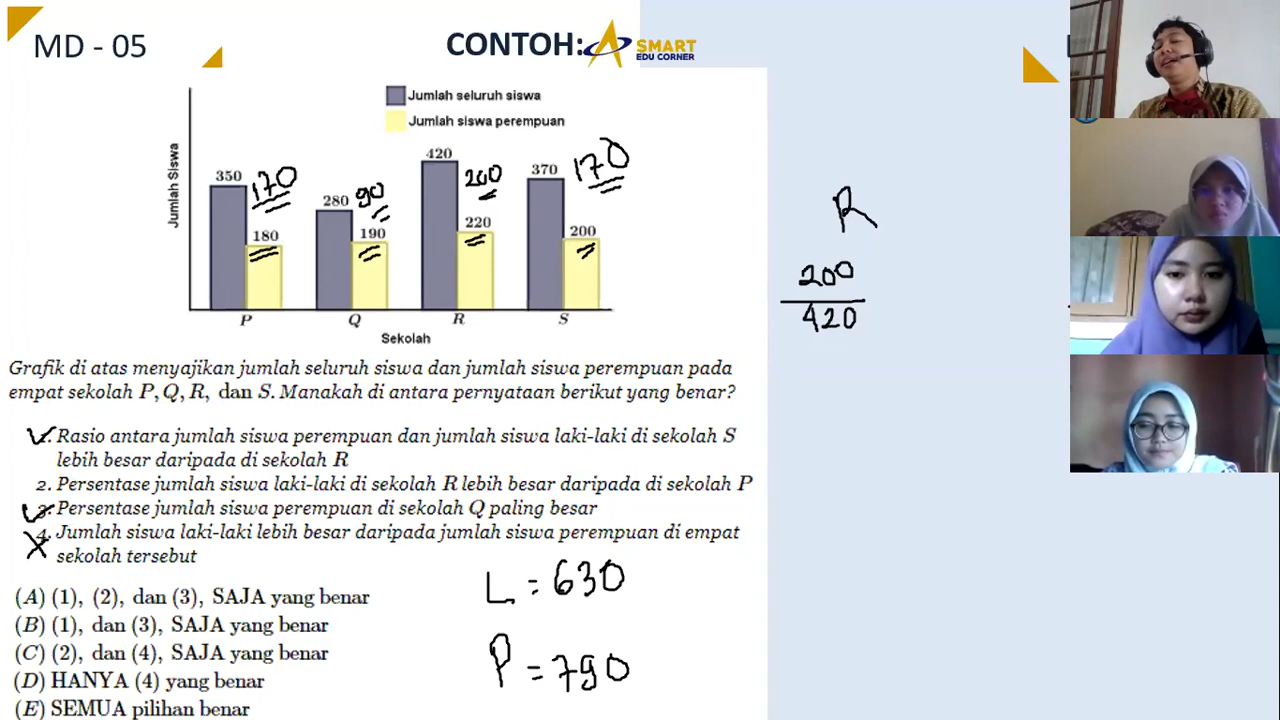 MD - 05
CONTOH:
SMART
EDU CORNER
Jumlah seluruh siswa
Jumlah siswa perempuan
Jumlah Siswa
350
170
180
280
90
190
420
200
220
370
170
200
P
Q
R
S
Sekolah
R
200
420
Grafik di atas menyajikan jumlah seluruh siswa dan jumlah siswa perempuan pada
empat sekolah P, Q, R, dan S. Manakah di antara pernyataan berikut yang benar?
Rasio antara jumlah siswa perempuan dan jumlah siswa laki-laki di sekolah S
lebih besar daripada di sekolah R
2. Persentase jumlah siswa laki-laki di sekolah R lebih besar daripada di sekolah P
3. Persentase jumlah siswa perempuan di sekolah Q paling besar
4. Jumlah siswa laki-laki lebih besar daripada jumlah siswa perempuan di empat
sekolah tersebut
L = 630
P = 790
(A) (1), (2), dan (3), SAJA yang benar
(B) (1), dan (3), SAJA yang benar
(C) (2), dan (4), SAJA yang benar
(D) HANYA (4) yang benar
(E) SEMUA pilihan benar